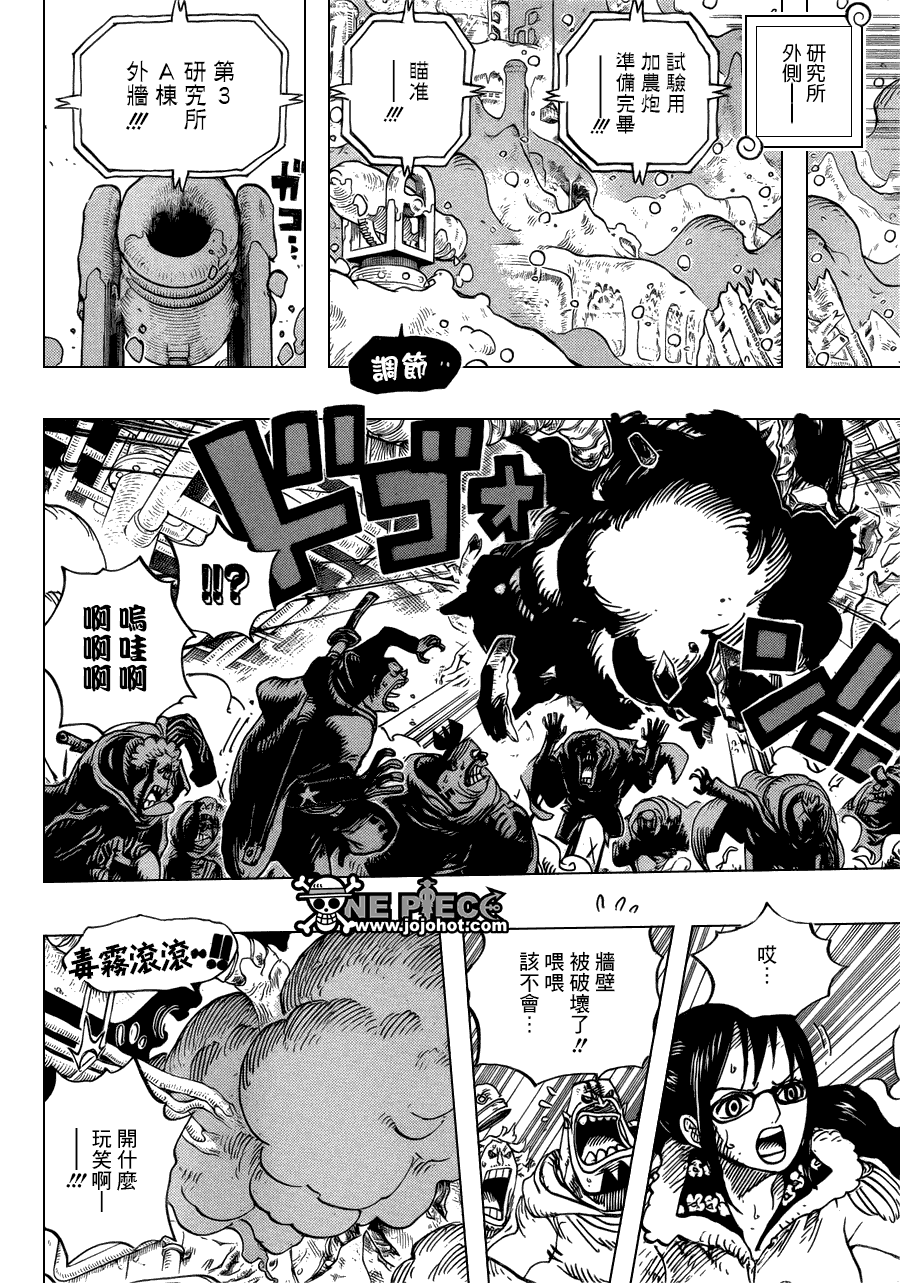 研究所
外側——
試驗用
加農炮
準備完畢
——!!!
瞄准
——!
第3
研究所
A棟
外牆
!!!
ガコ…
調節
ドゴォ
!!?
嗚哇啊
啊啊啊
ロロ!!
ONE PIECE
www.jojohot.com
哎…
牆壁
被破壞了!!
喂喂
該不會…
毒霧滾滾~!!
開什麼
玩笑啊—
——!!!